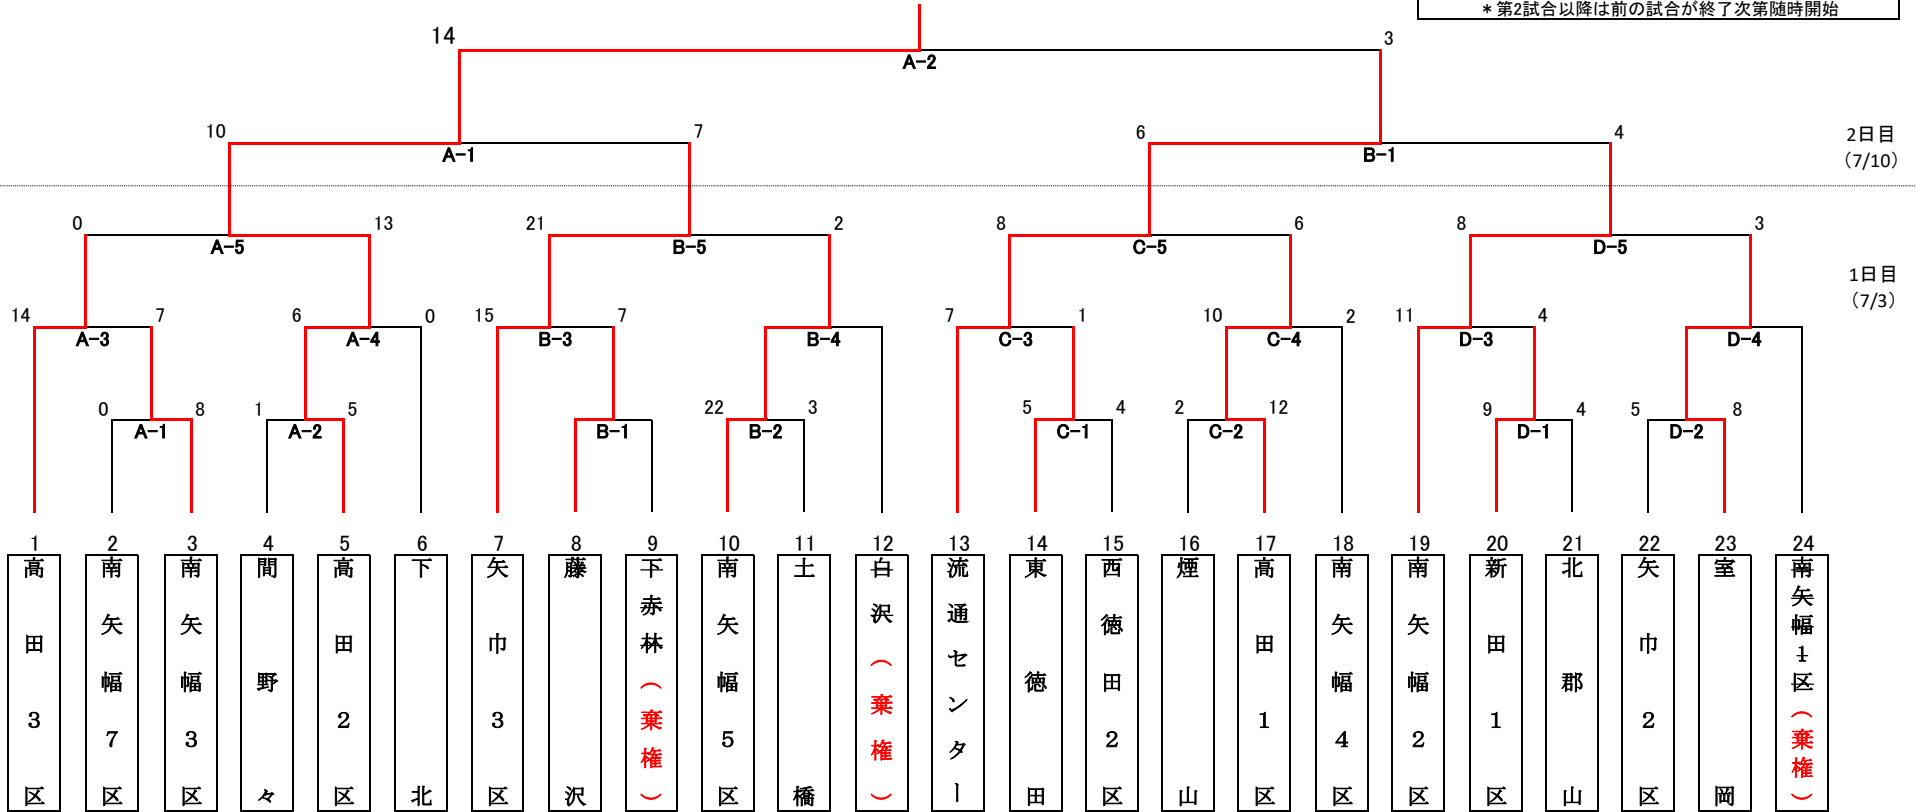 ＊第2試合以降は前の試合が終了次第随時開始
14 3
A-2
10 7 6 4
A-1 B-1
2日目
（7/10）
0 13 21 2 8 6 8 3
A-5 B-5 C-5 D-5
1日目
（7/3）
14 7 6 0 15 7 7 1 10 2 11 4
A-3 A-4 B-3 B-4 C-3 C-4 D-3 D-4
0 8 1 5 22 3 5 4 2 12 9 4 5 8
A-1 A-2 B-1 B-2 C-1 C-2 D-1 D-2
1 2 3 4 5 6 7 8 9 10 11 12 13 14 15 16 17 18 19 20 21 22 23 24
高田3区
南矢幅7区
南矢幅3区
間野々
高田2区
下北
矢巾3区
藤沢
下赤林（棄権）
南矢幅5区
土橋
白沢（棄権）
流通センター
東徳田
西徳田2区
煙山
高田1区
南矢幅4区
南矢幅2区
新田1区
北郡山
矢巾2区
室岡
南矢幅1区（棄権）